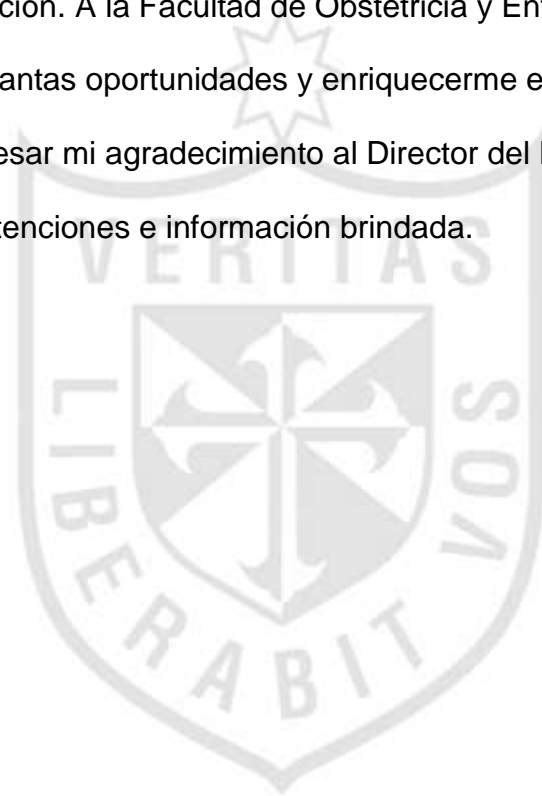 ción. A la Facultad de Obstetricia y En
antas oportunidades y enriquecerme e
esar mi agradecimiento al Director del
tenciones e información brindada.
VERITAS
LIBERABIT VOS